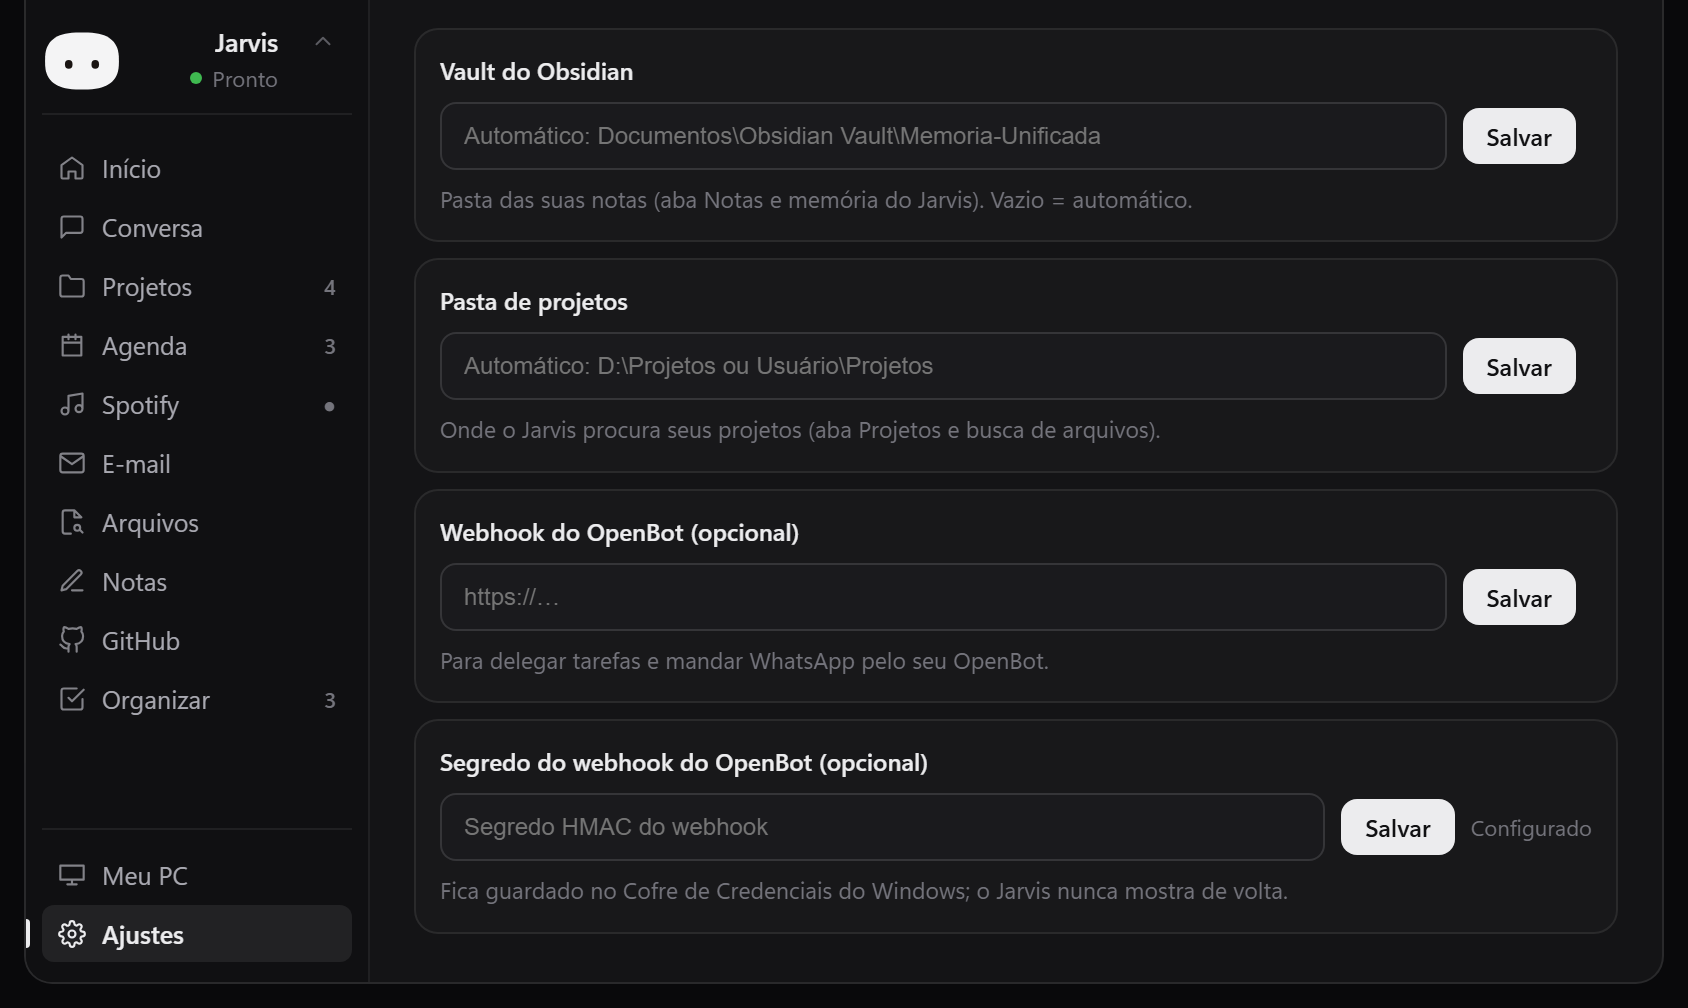 Jarvis
Pronto
Início
Conversa
Projetos 4
Agenda 3
Spotify
E-mail
Arquivos
Notas
GitHub
Organizar 3
Meu PC
Ajustes
Vault do Obsidian
Automático: Documentos\Obsidian Vault\Memoria-Unificada
Salvar
Pasta das suas notas (aba Notas e memória do Jarvis). Vazio = automático.
Pasta de projetos
Automático: D:\Projetos ou Usuário\Projetos
Salvar
Onde o Jarvis procura seus projetos (aba Projetos e busca de arquivos).
Webhook do OpenBot (opcional)
https://…
Salvar
Para delegar tarefas e mandar WhatsApp pelo seu OpenBot.
Segredo do webhook do OpenBot (opcional)
Segredo HMAC do webhook
Salvar
Configurado
Fica guardado no Cofre de Credenciais do Windows; o Jarvis nunca mostra de volta.